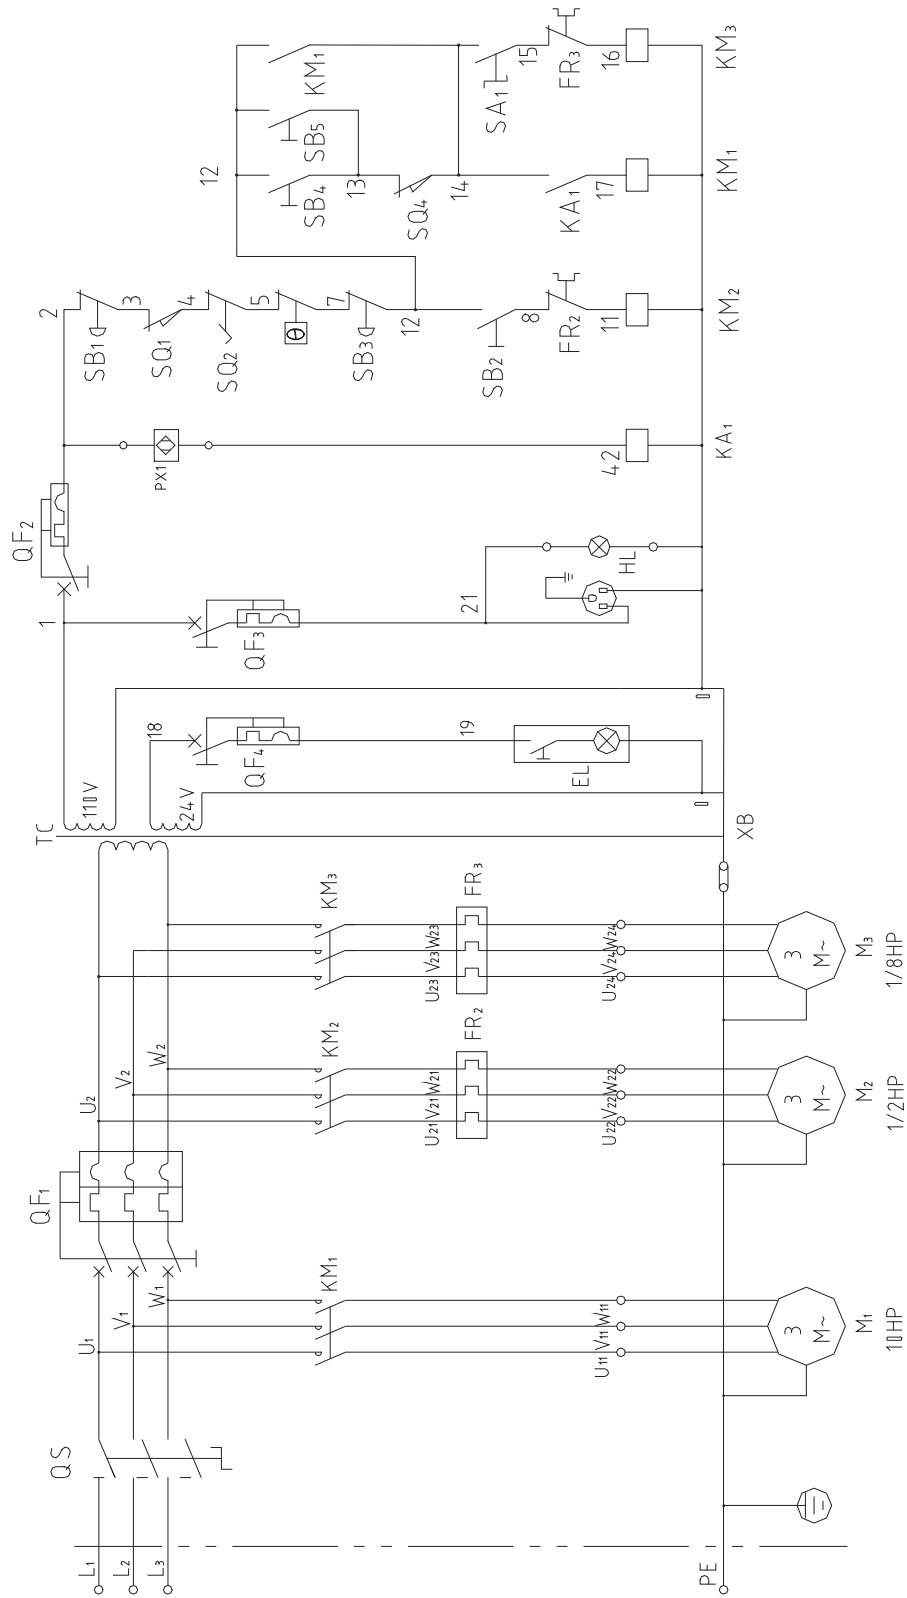 L1
L2
L3
PE
QS
U1
V1
W1
QF1
U2
V2
W2
TC
110V
24V
1
QF2
2
KM1
U11 V11 W11
3
M~
M1
10HP
KM2
U21 V21 W21
FR2
U22 V22 W22
3
M~
M2
1/2HP
KM3
U23 V23 W23
FR3
U24 V24 W24
3
M~
M3
1/8HP
XB
18
QF4
19
EL
0
0
QF3
21
HL
PX1
42
KA1
SB1
3
SQ1
4
SQ2
5
θ
7
SB3
12
SB2
8
FR2
11
KM2
12
SB4
SB5
13
SQ4
14
KA1
17
KM1
KM1
SA1
15
FR3
16
KM3